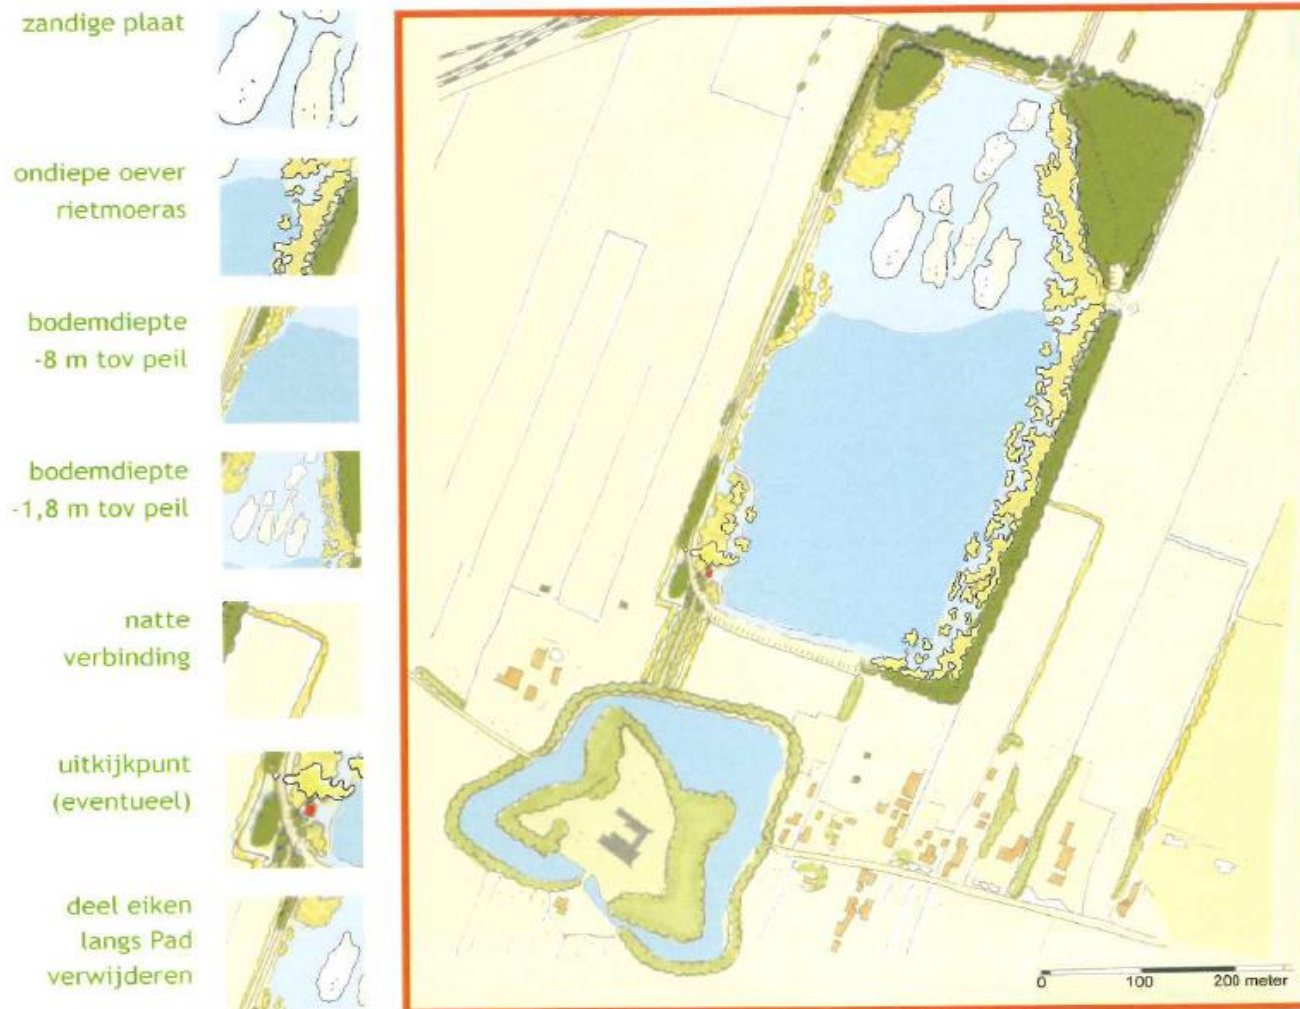 zandige plaat
ondiepe oever
rietmoeras
bodemdiepte
-8 m tov peil
bodemdiepte
-1,8 m tov peil
natte
verbinding
uitkijkpunt
(eventueel)
deel eiken
langs Pad
verwijderen
0 100 200 meter